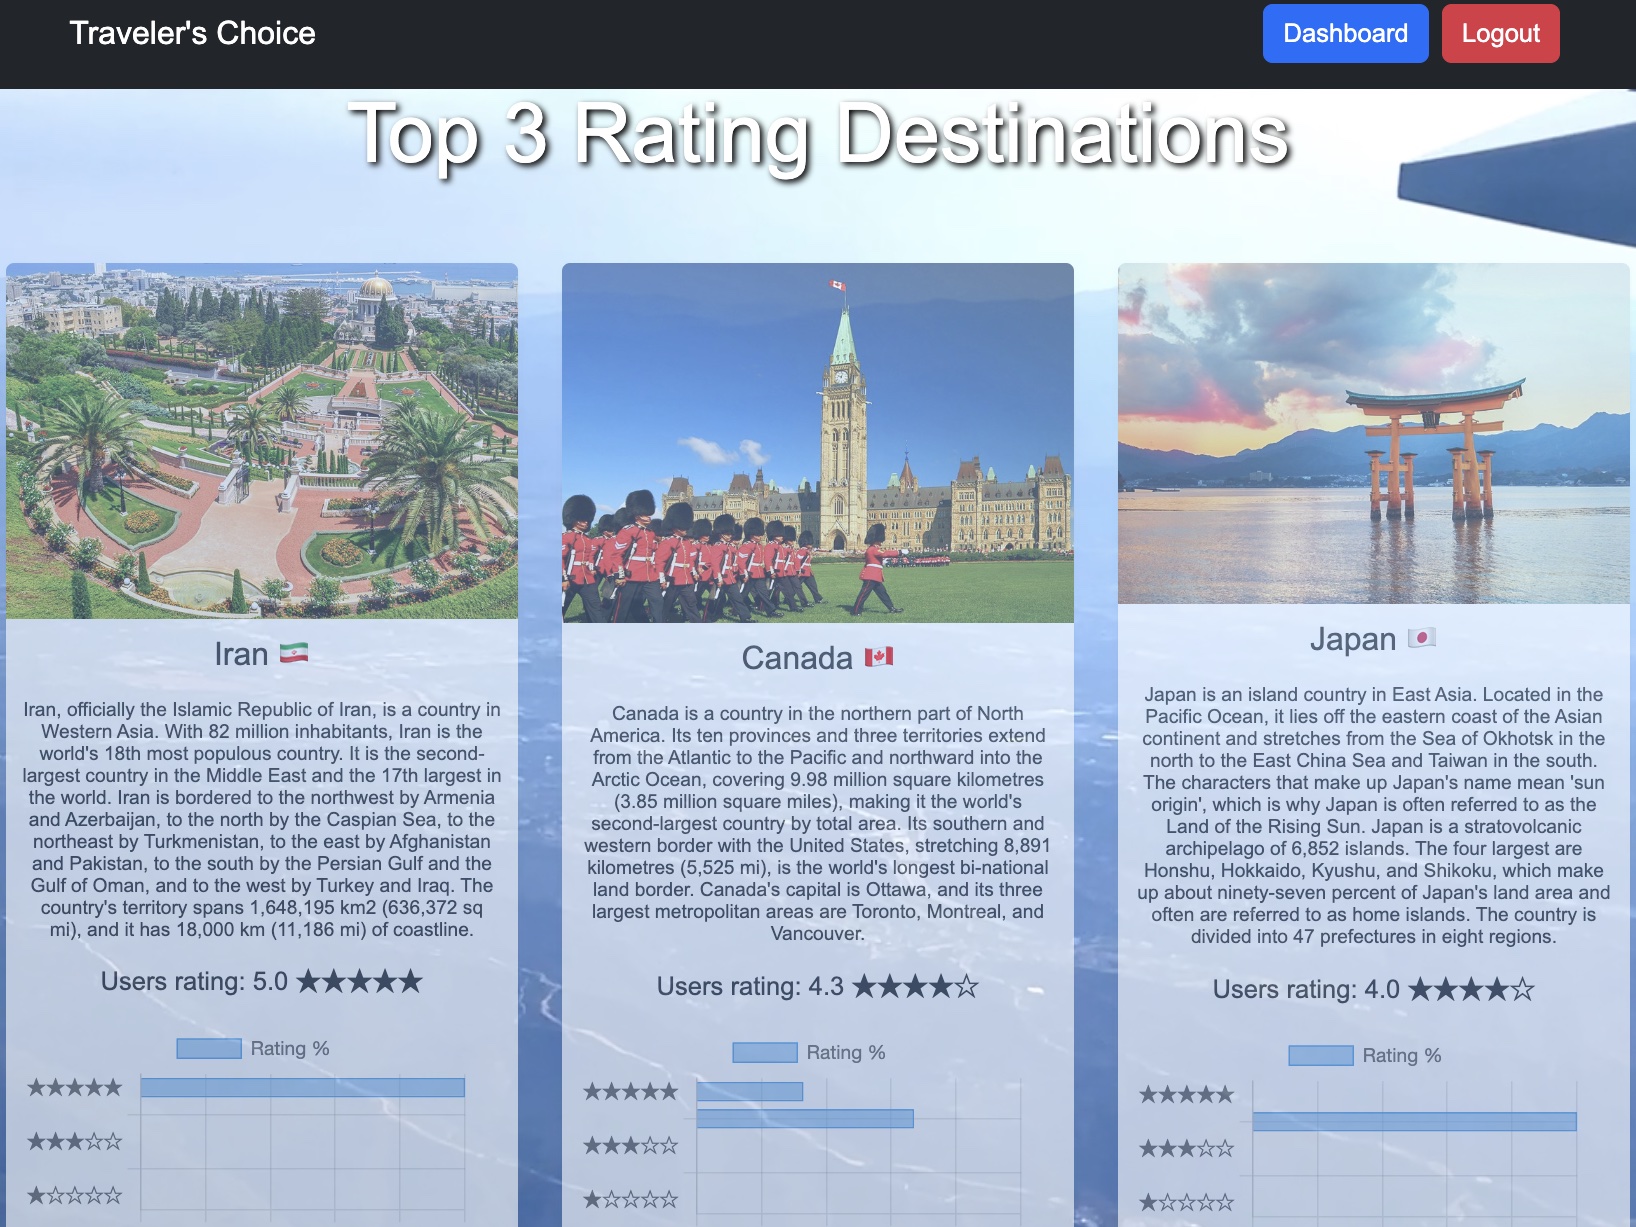 Traveler's Choice
Dashboard
Logout
Top 3 Rating Destinations
Iran 🇮🇷
Iran, officially the Islamic Republic of Iran, is a country in
Western Asia. With 82 million inhabitants, Iran is the
world's 18th most populous country. It is the second-
largest country in the Middle East and the 17th largest in
the world. Iran is bordered to the northwest by Armenia
and Azerbaijan, to the north by the Caspian Sea, to the
northeast by Turkmenistan, to the east by Afghanistan
and Pakistan, to the south by the Persian Gulf and the
Gulf of Oman, and to the west by Turkey and Iraq. The
country's territory spans 1,648,195 km2 (636,372 sq
mi), and it has 18,000 km (11,186 mi) of coastline.
Users rating: 5.0 ★★★★★
Rating %
★★★★★
★★★☆☆
★☆☆☆☆
Canada 🇨🇦
Canada is a country in the northern part of North
America. Its ten provinces and three territories extend
from the Atlantic to the Pacific and northward into the
Arctic Ocean, covering 9.98 million square kilometres
(3.85 million square miles), making it the world's
second-largest country by total area. Its southern and
western border with the United States, stretching 8,891
kilometres (5,525 mi), is the world's longest bi-national
land border. Canada's capital is Ottawa, and its three
largest metropolitan areas are Toronto, Montreal, and
Vancouver.
Users rating: 4.3 ★★★★☆
Rating %
★★★★★
★★★☆☆
★☆☆☆☆
Japan 🇯🇵
Japan is an island country in East Asia. Located in the
Pacific Ocean, it lies off the eastern coast of the Asian
continent and stretches from the Sea of Okhotsk in the
north to the East China Sea and Taiwan in the south.
The characters that make up Japan's name mean 'sun
origin', which is why Japan is often referred to as the
Land of the Rising Sun. Japan is a stratovolcanic
archipelago of 6,852 islands. The four largest are
Honshu, Hokkaido, Kyushu, and Shikoku, which make
up about ninety-seven percent of Japan's land area and
often are referred to as home islands. The country is
divided into 47 prefectures in eight regions.
Users rating: 4.0 ★★★★☆
Rating %
★★★★★
★★★☆☆
★☆☆☆☆